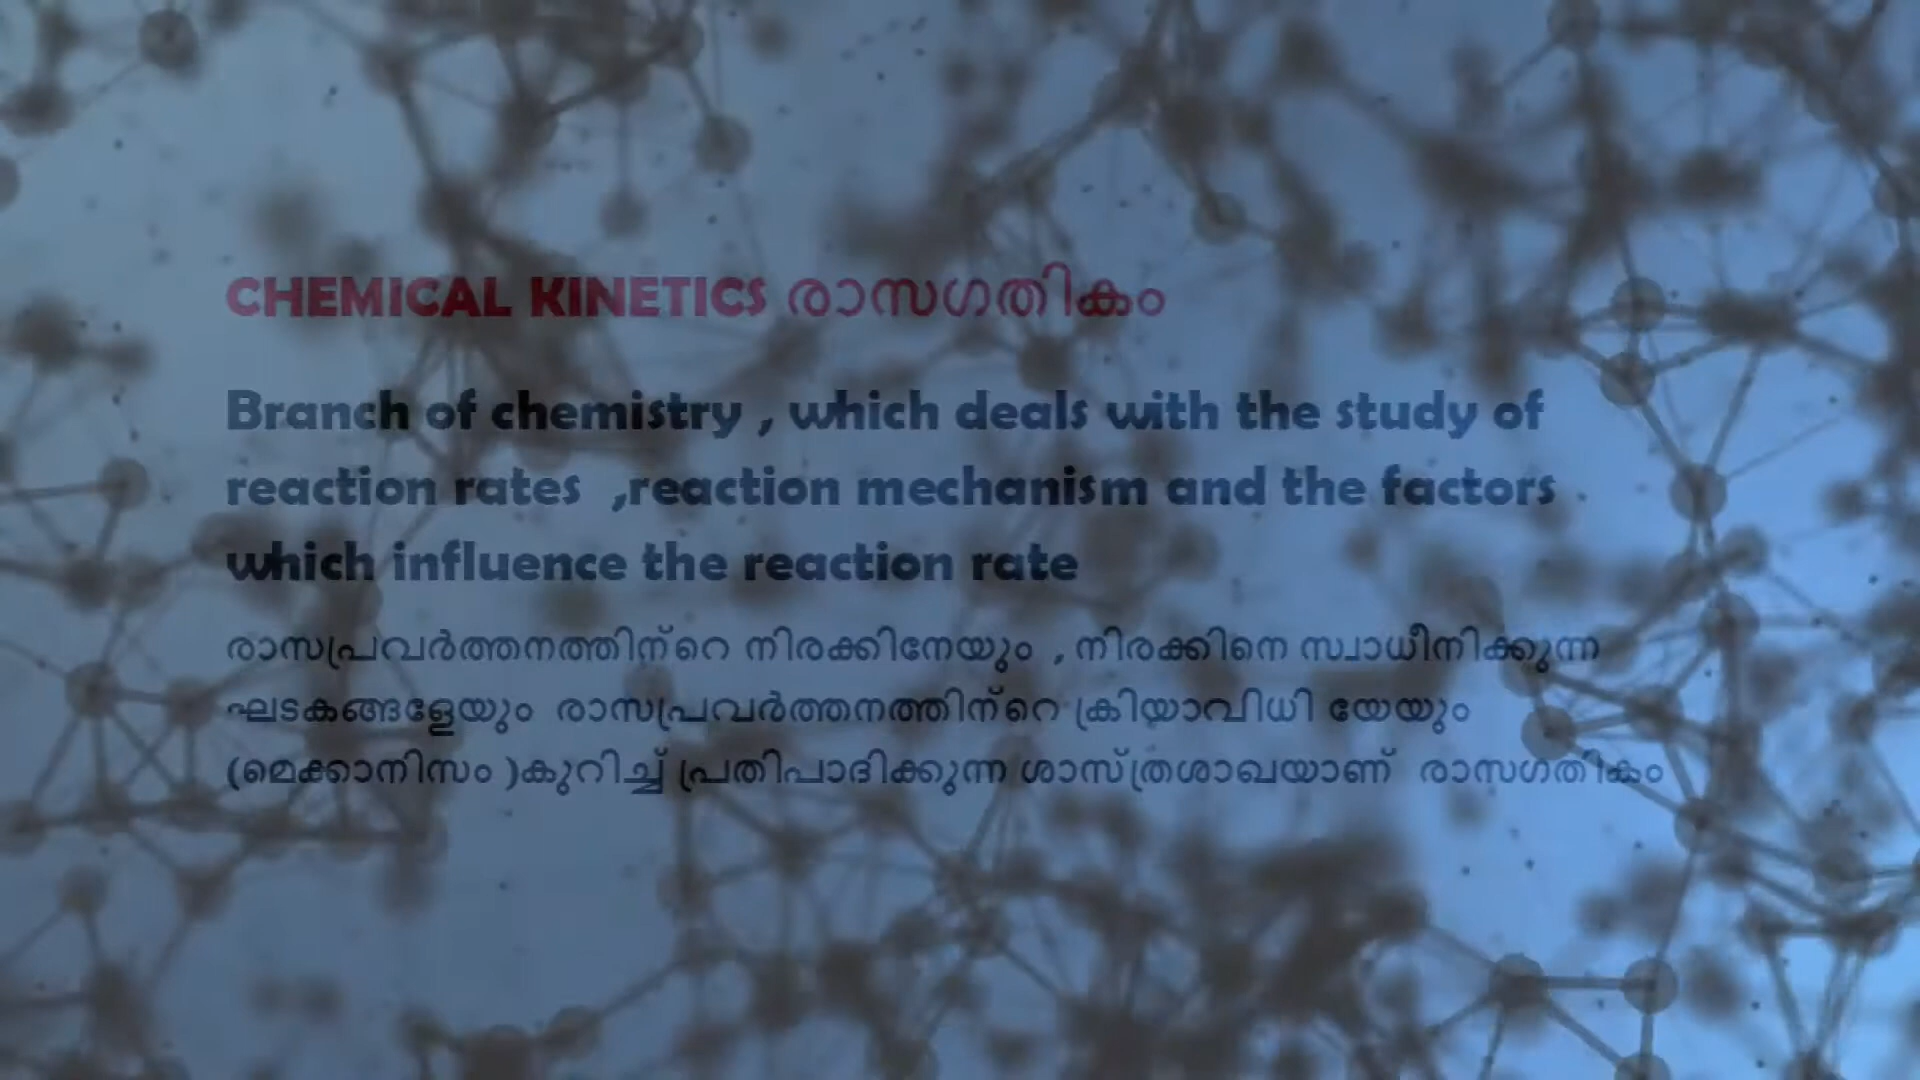 CHEMICAL KINETICS രാസഗതികം
Branch of chemistry , which deals with the study of
reaction rates ,reaction mechanism and the factors
which influence the reaction rate
രാസപ്രവർത്തനത്തിന്റെ നിരക്കിനേയും , നിരക്കിനെ സ്വാധീനിക്കുന്ന
ഘടകങ്ങളേയും രാസപ്രവർത്തനത്തിന്റെ ക്രിയാവിധി യേയും
(മെക്കാനിസം )കുറിച്ച് പ്രതിപാദിക്കുന്ന ശാസ്ത്രശാഖയാണ് രാസഗതികം